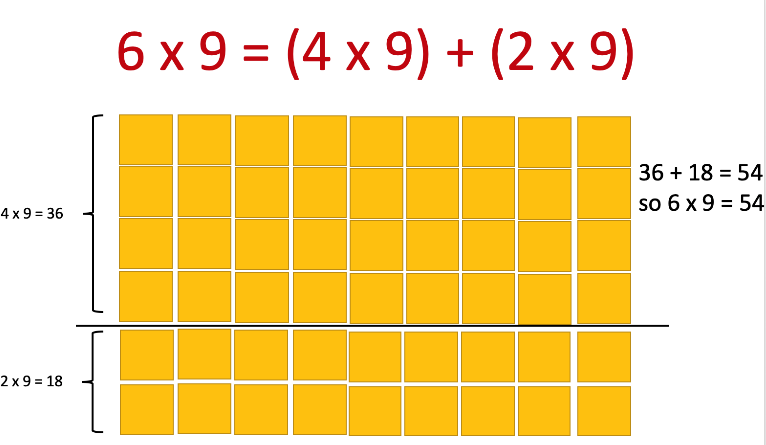 6 x 9 = (4 x 9) + (2 x 9)
4 x 9 = 36
36 + 18 = 54
so 6 x 9 = 54
2 x 9 = 18